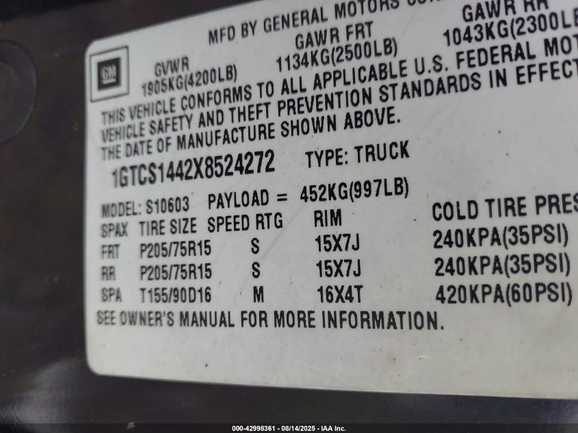 MFD BY GENERAL MOTORS
GM
GVWR GAWR FRT GAWR RR
1905KG(4200LB) 1134KG(2500LB) 1043KG(2300LB
THIS VEHICLE CONFORMS TO ALL APPLICABLE U.S. FEDERAL
VEHICLE SAFETY AND THEFT PREVENTION STANDARDS IN EFFECT
THE DATE OF MANUFACTURE SHOWN ABOVE.
1GTCS1442X8524272 TYPE: TRUCK
MODEL: S10603 PAYLOAD = 452KG(997LB)
SPAX TIRE SIZE SPEED RTG RIM COLD TIRE
FRT P205/75R15 S 15X7J 240KPA(35PSI)
RR P205/75R15 S 15X7J 240KPA(35PSI)
SPA T155/90D16 M 16X4T 420KPA(60PSI)
SEE OWNER'S MANUAL FOR MORE INFORMATION.
000-42998361 - 08/14/2025 - IAA Inc.